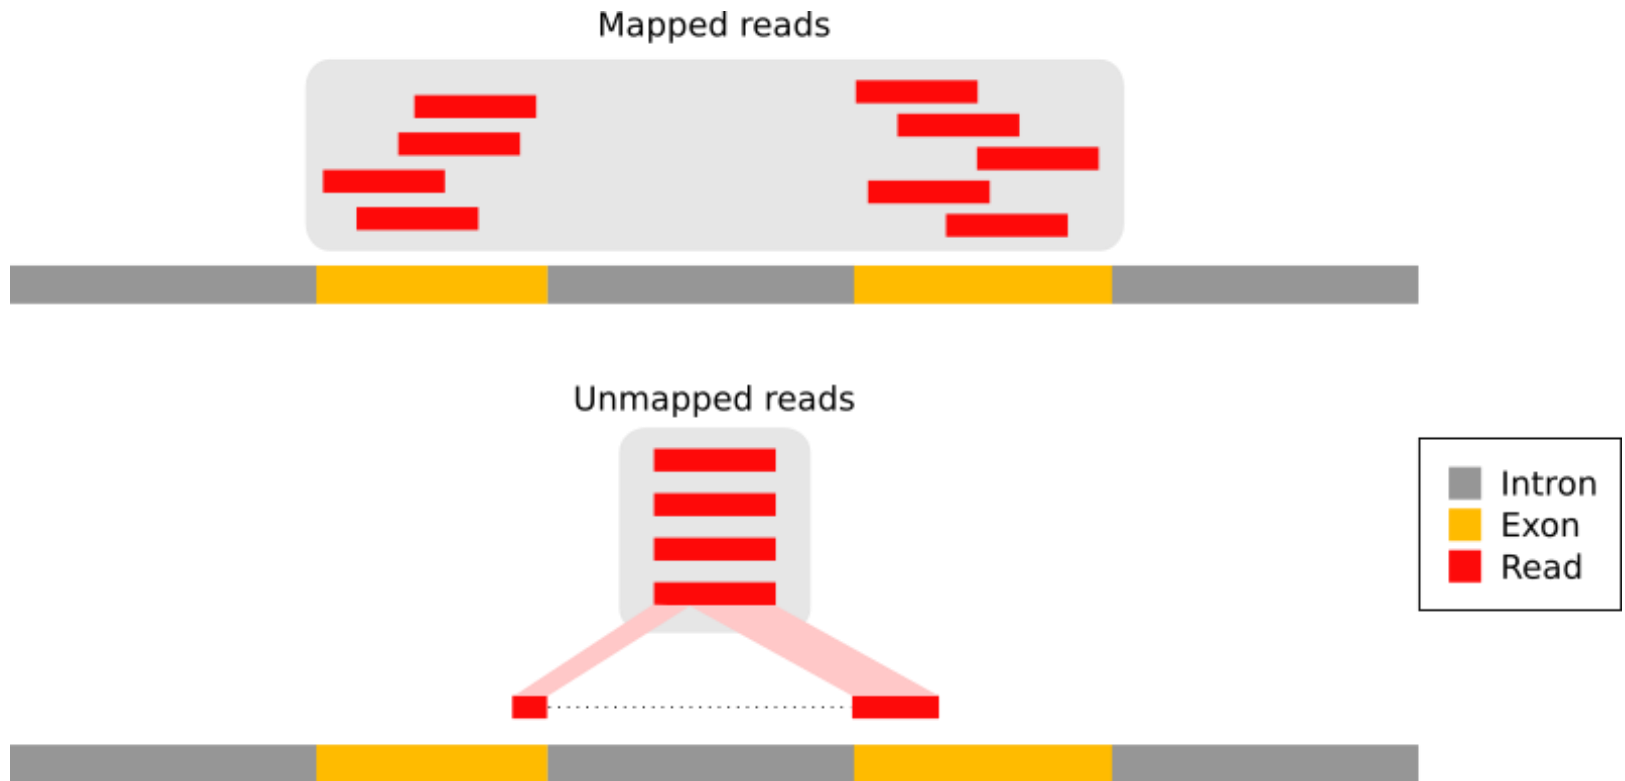 Mapped reads
Unmapped reads
Intron
Exon
Read